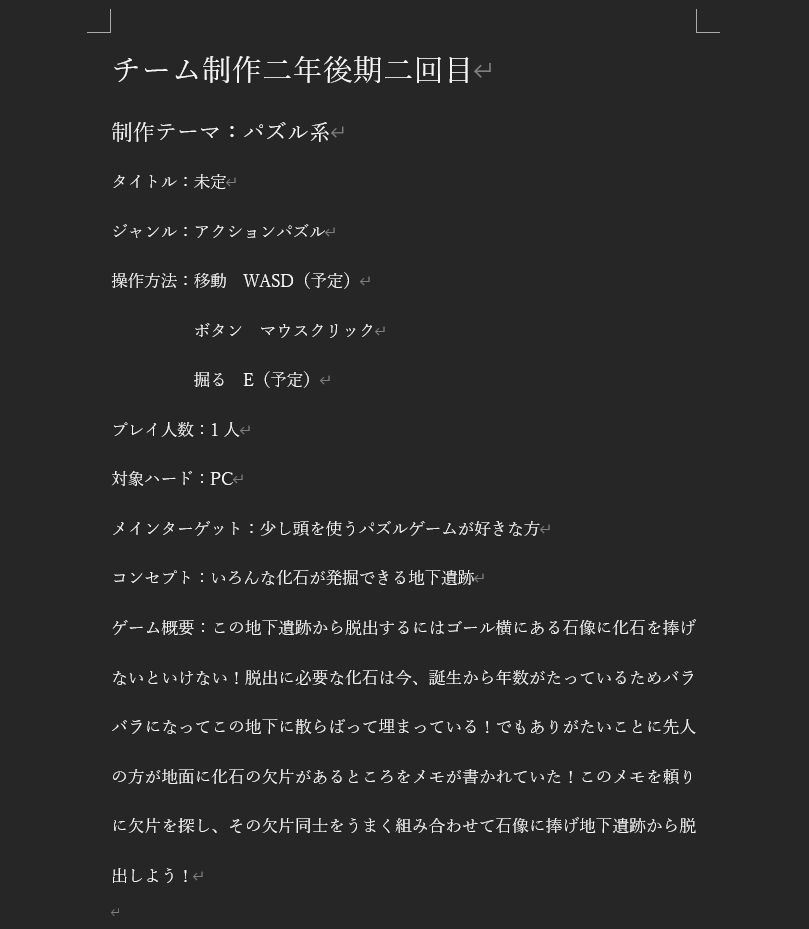 チーム制作二年後期二回目
制作テーマ：パズル系
タイトル：未定
ジャンル：アクションパズル
操作方法：移動　WASD（予定）
ボタン　マウスクリック
掘る　E（予定）
プレイ人数：1 人
対象ハード：PC
メインターゲット：少し頭を使うパズルゲームが好きな方
コンセプト：いろんな化石が発掘できる地下遺跡
ゲーム概要：この地下遺跡から脱出するにはゴール横にある石像に化石を捧げ
ないといけない！脱出に必要な化石は今、誕生から年数がたっているためバラ
バラになってこの地下に散らばって埋まっている！でもありがたいことに先人
の方が地面に化石の欠片があるところをメモが書かれていた！このメモを頼り
に欠片を探し、その欠片同士をうまく組み合わせて石像に捧げ地下遺跡から脱
出しよう！